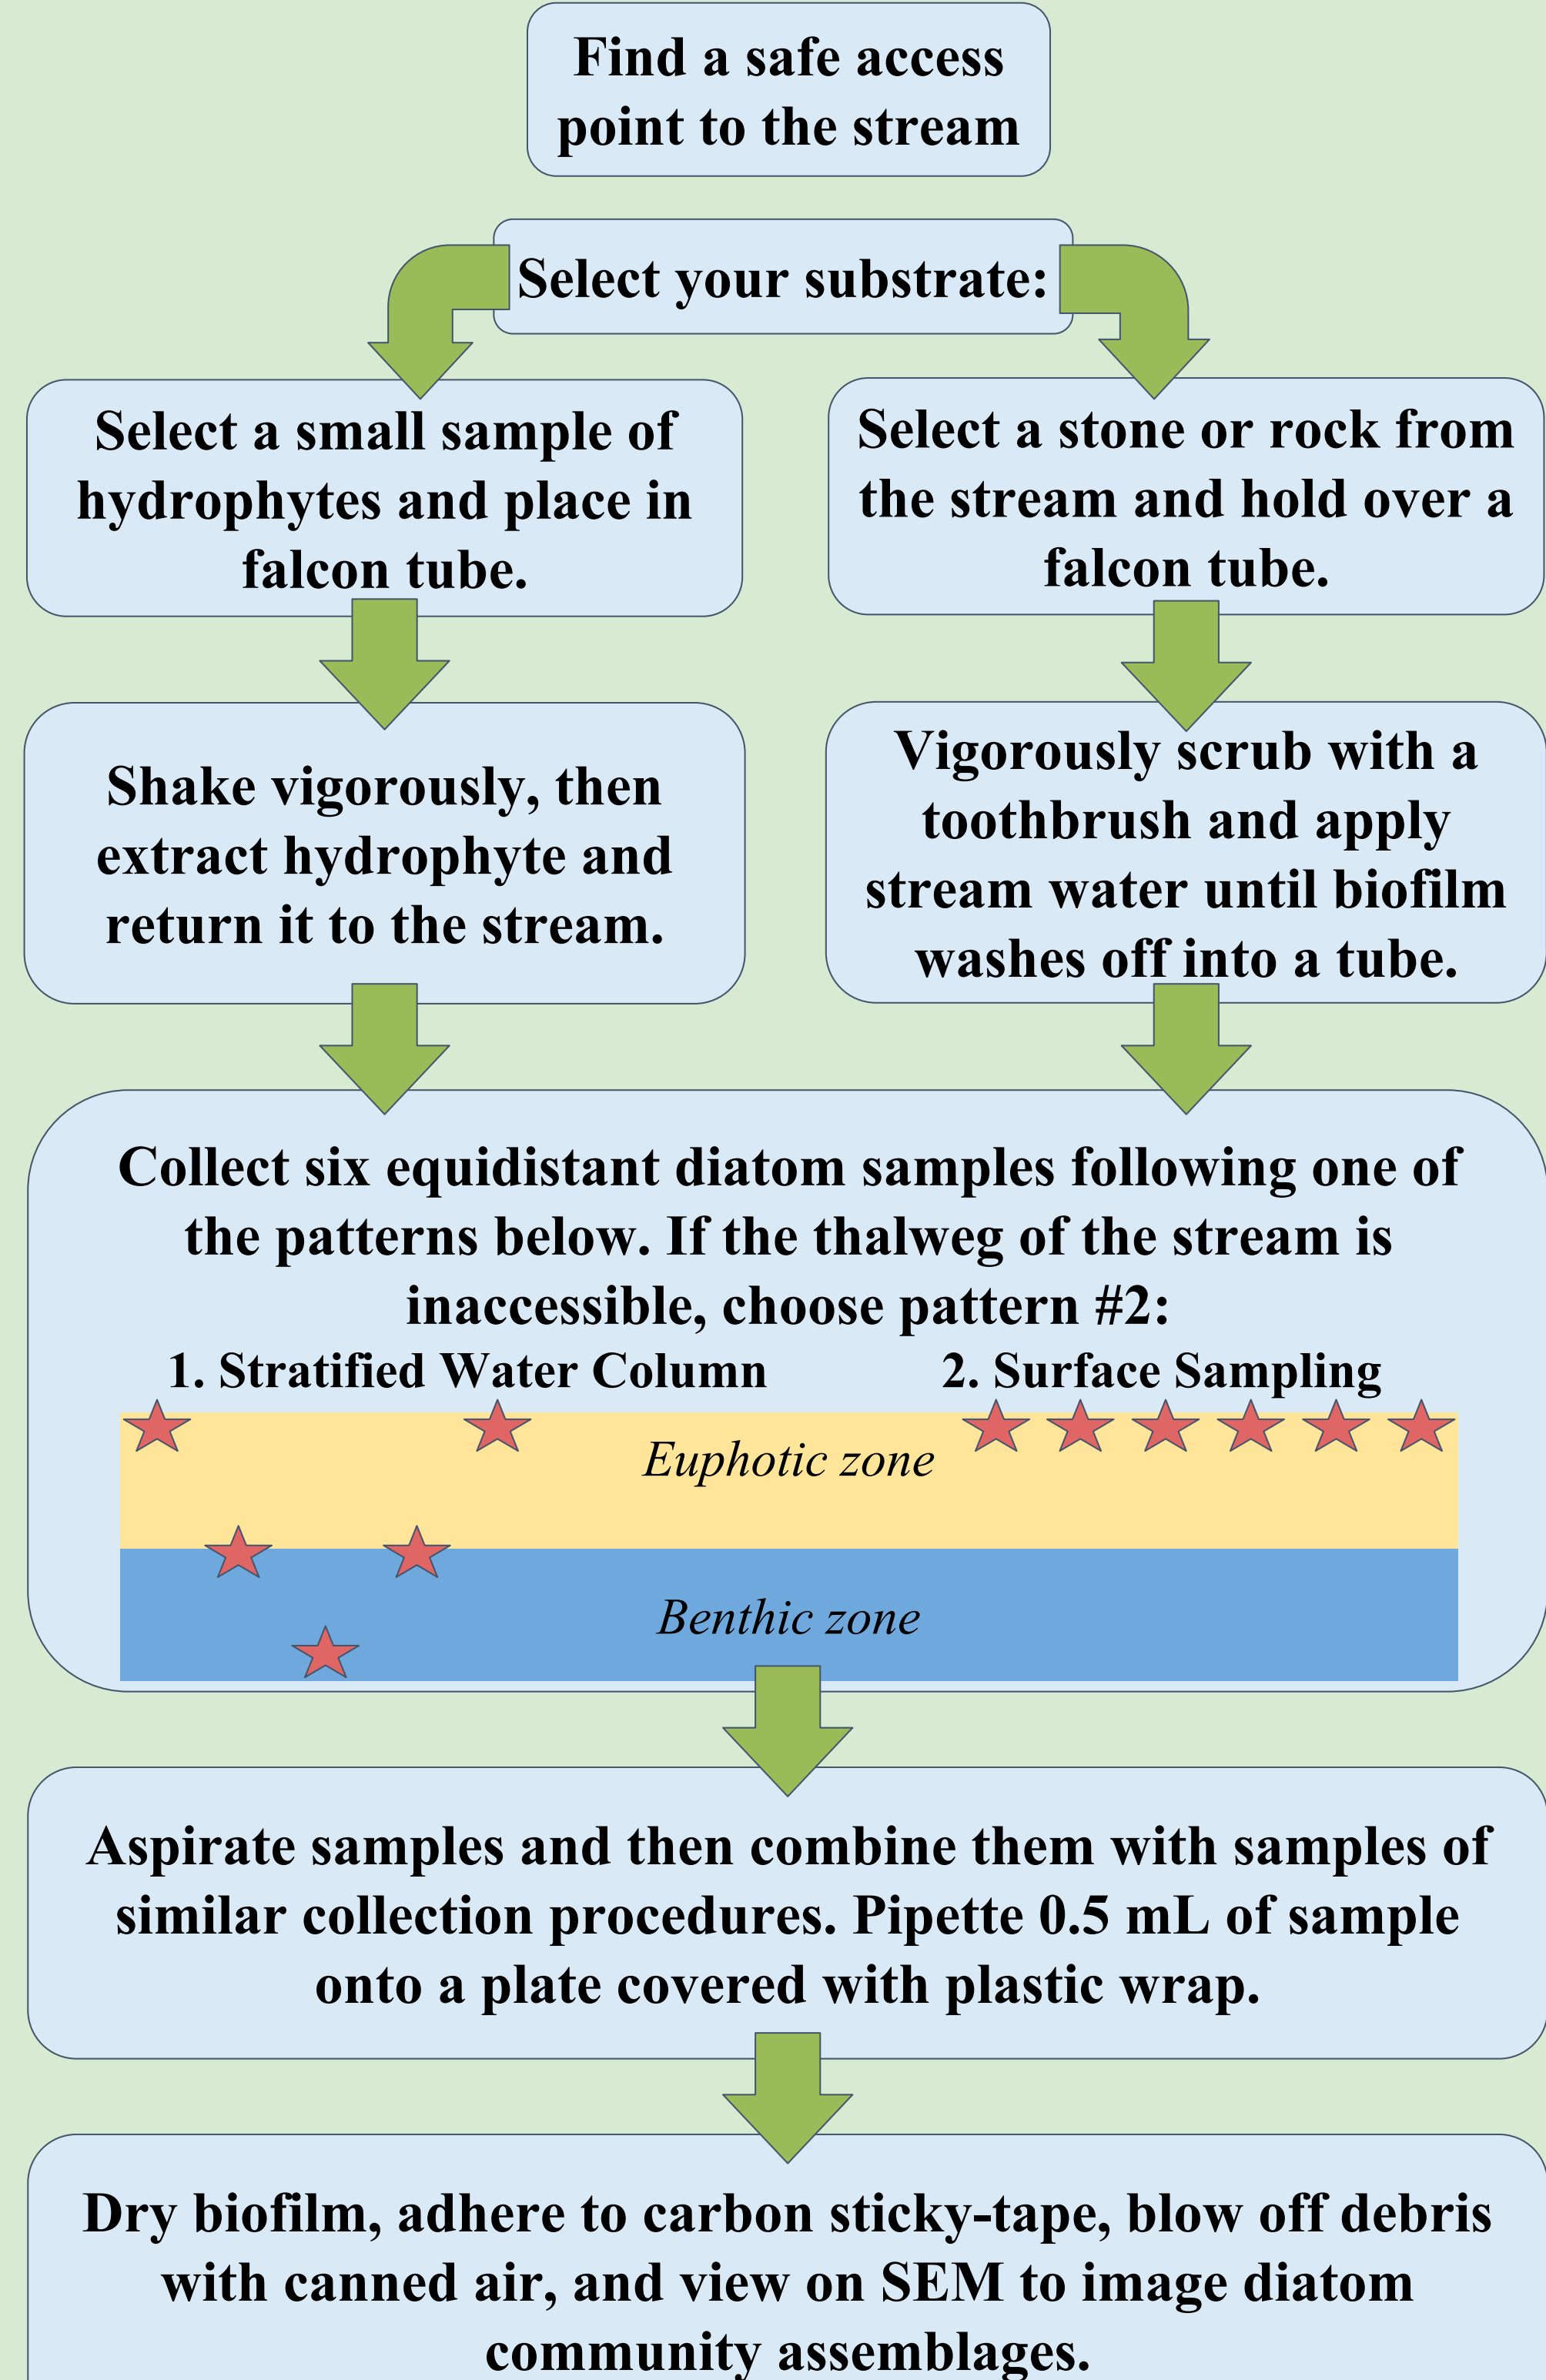 Find a safe access
point to the stream
Select your substrate:
Select a small sample of
hydrophytes and place in
falcon tube.
Select a stone or rock from
the stream and hold over a
falcon tube.
Shake vigorously, then
extract hydrophyte and
return it to the stream.
Vigorously scrub with a
toothbrush and apply
stream water until biofilm
washes off into a tube.
Collect six equidistant diatom samples following one of
the patterns below. If the thalweg of the stream is
inaccessible, choose pattern #2:
1. Stratified Water Column
2. Surface Sampling
Euphotic zone
Benthic zone
Aspirate samples and then combine them with samples of
similar collection procedures. Pipette 0.5 mL of sample
onto a plate covered with plastic wrap.
Dry biofilm, adhere to carbon sticky-tape, blow off debris
with canned air, and view on SEM to image diatom
community assemblages.